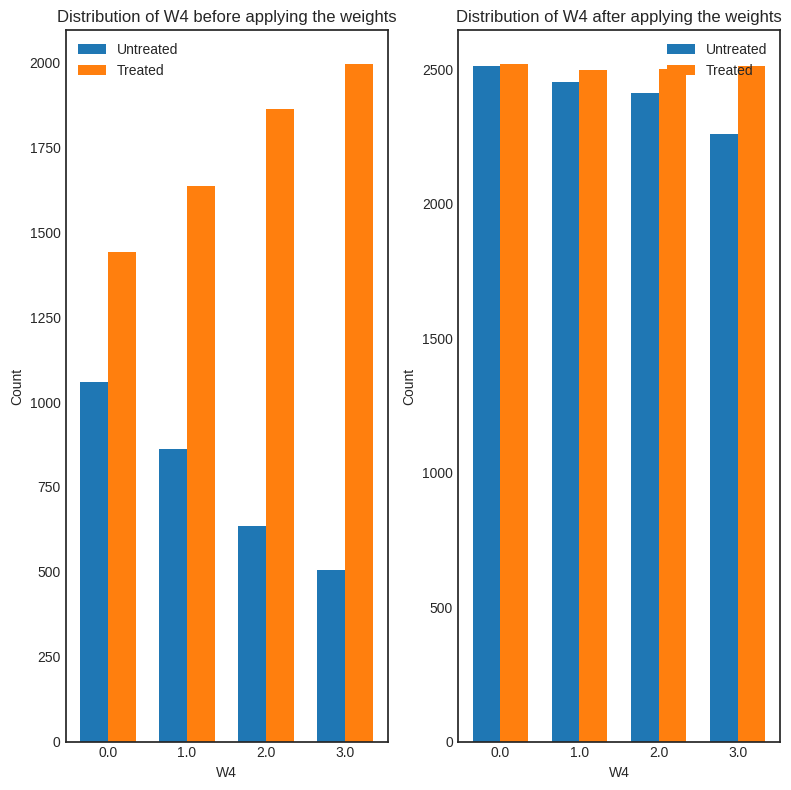 Distribution of W4 before applying the weights
Untreated
Treated
2000
1750
1500
1250
1000
750
500
250
0
Count
0.0 1.0 2.0 3.0
W4
Distribution of W4 after applying the weights
Untreated
Treated
2500
2000
1500
1000
500
0
Count
0.0 1.0 2.0 3.0
W4